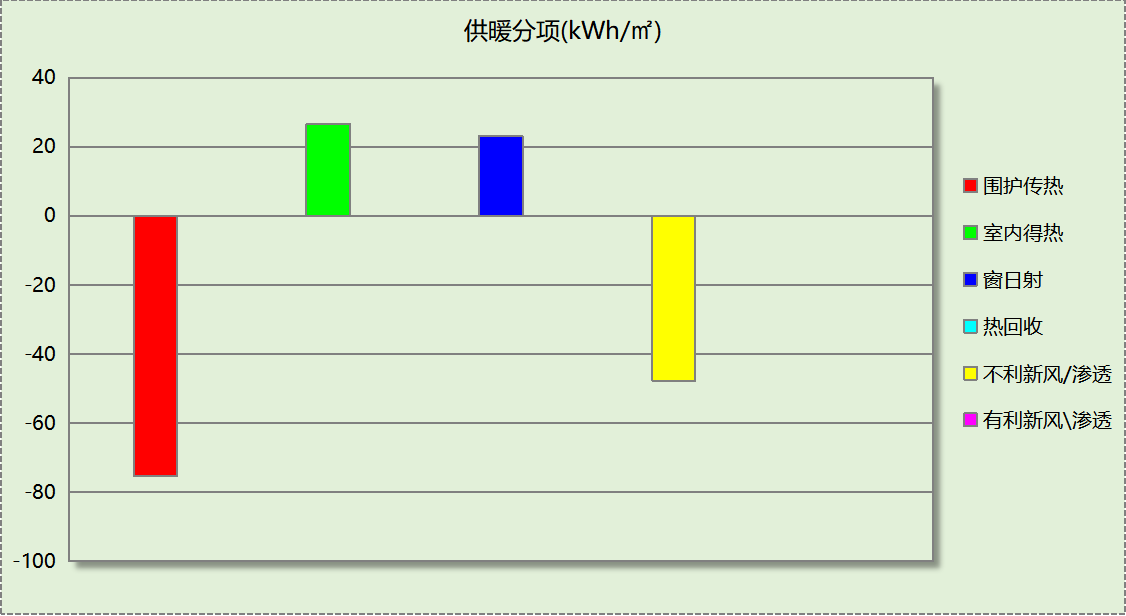 供暖分项(kWh/㎡)
40
20
0
-20
-40
-60
-80
-100
围护传热
室内得热
窗日射
热回收
不利新风/渗透
有利新风\渗透